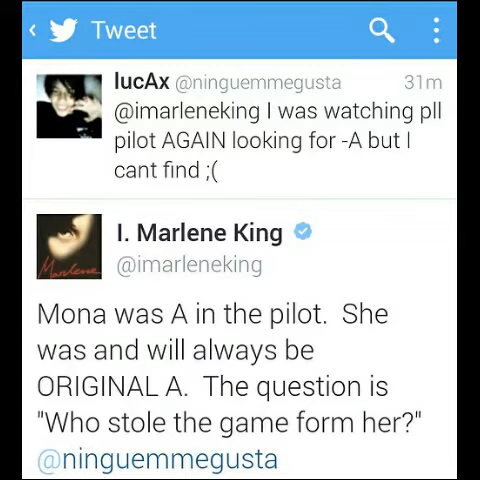 Tweet
lucAx @ninguemmegusta 31m
@imarleneking I was watching pll
pilot AGAIN looking for -A but I
cant find ;(
Marlene
I. Marlene King
@imarleneking
Mona was A in the pilot. She
was and will always be
ORIGINAL A. The question is
"Who stole the game form her?"
@ninguemmegusta